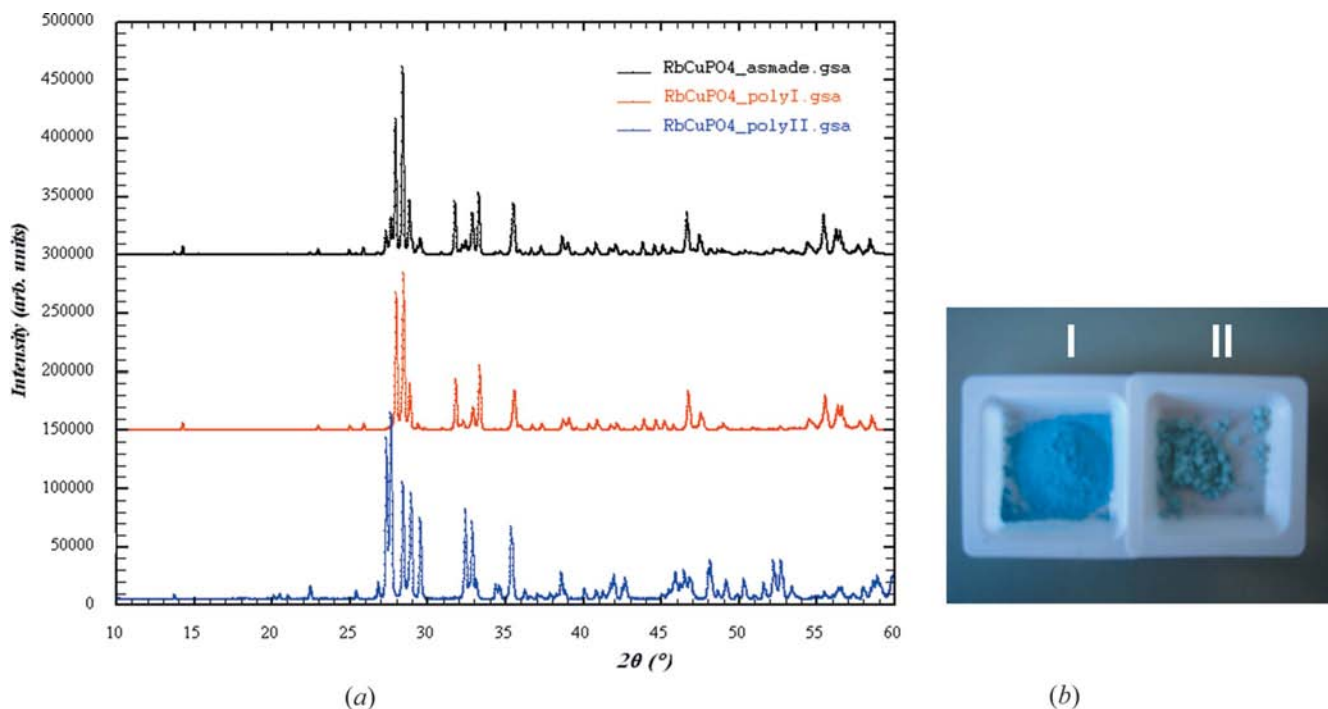 500000
450000
400000
350000
300000
250000
200000
150000
100000
50000
0
Intensity (arb. units)
RbCuPO4_asmade.gsa
RbCuPO4_polyI.gsa
RbCuPO4_polyII.gsa
10 15 20 25 30 35 40 45 50 55 60
2θ (°)
I II
(a) (b)